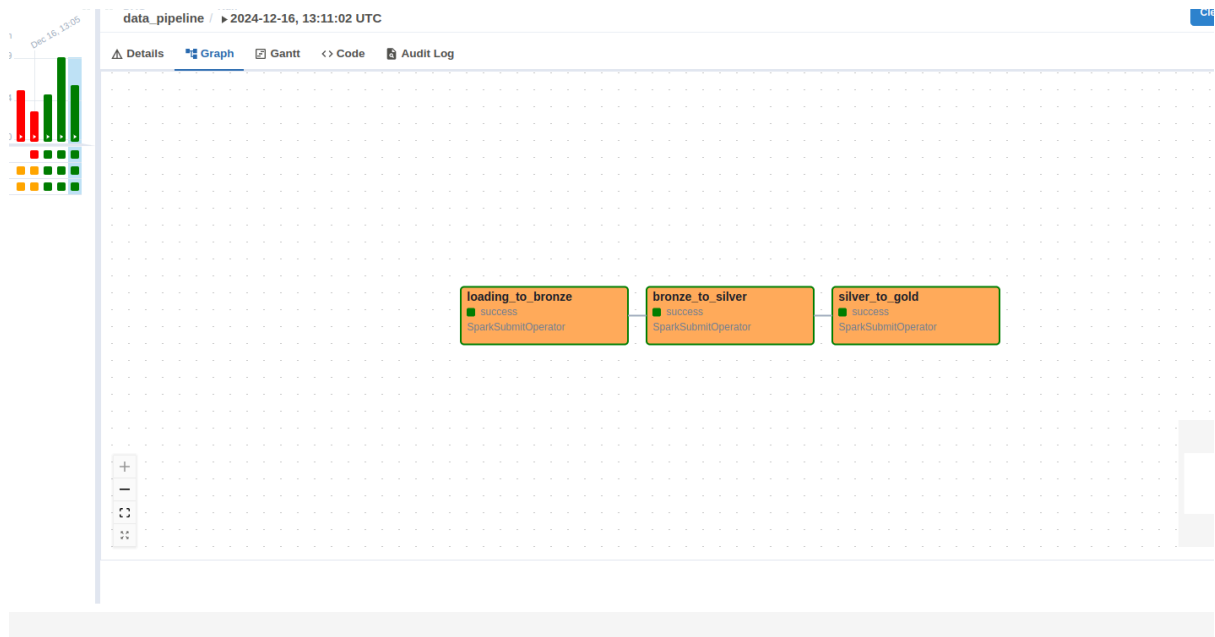 data_pipeline / 2024-12-16, 13:11:02 UTC
Dec 16, 13:05
Details Graph Gantt Code Audit Log
loading_to_bronze
success
SparkSubmitOperator
bronze_to_silver
success
SparkSubmitOperator
silver_to_gold
success
SparkSubmitOperator